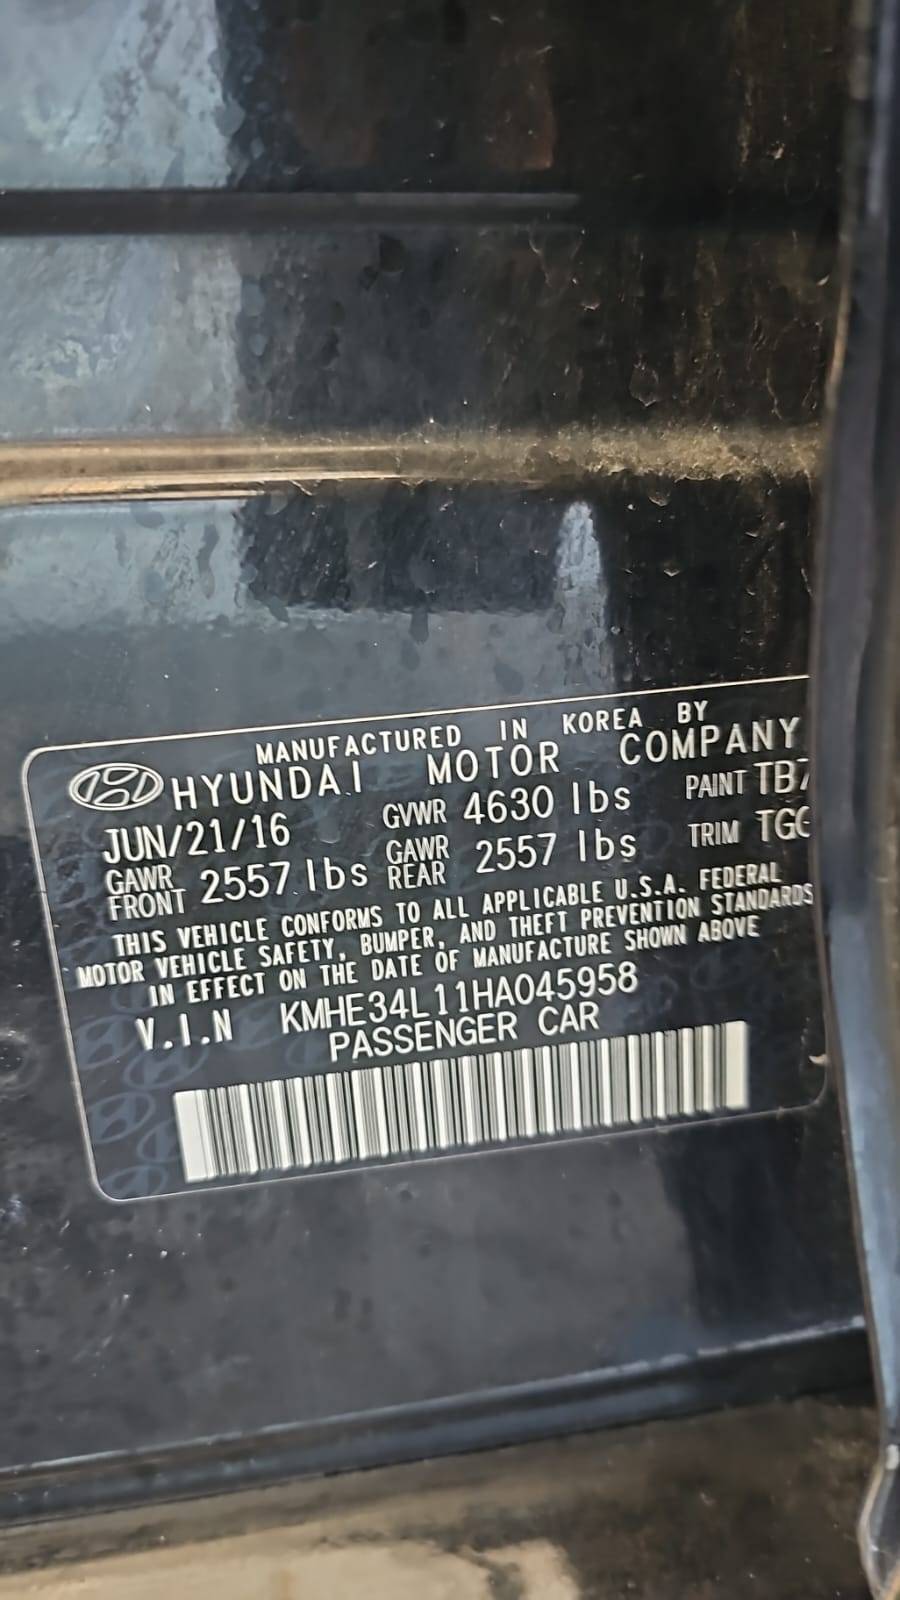 MANUFACTURED IN KOREA BY
HYUNDAI MOTOR COMPANY
JUN/21/16 GVWR 4630 lbs PAINT TB7
GAWR FRONT 2557 lbs GAWR REAR 2557 lbs TRIM TGG
THIS VEHICLE CONFORMS TO ALL APPLICABLE U.S.A. FEDERAL
MOTOR VEHICLE SAFETY, BUMPER, AND THEFT PREVENTION STANDARDS
IN EFFECT ON THE DATE OF MANUFACTURE SHOWN ABOVE
V.I.N KMHE34L11HA045958
PASSENGER CAR